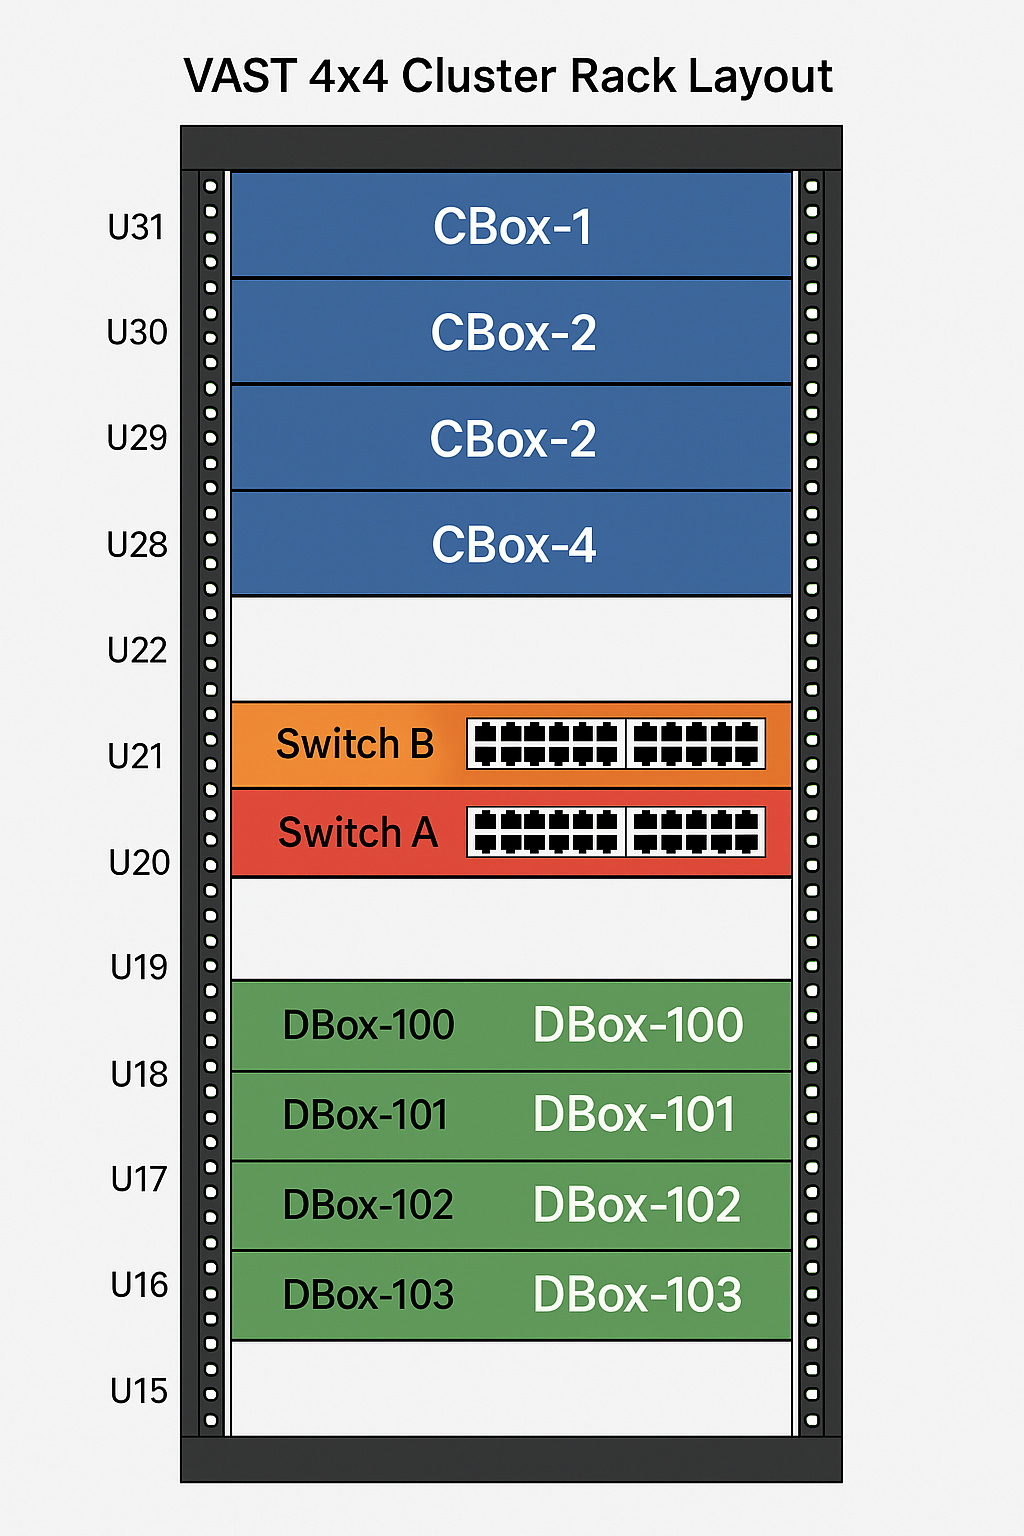 VAST 4x4 Cluster Rack Layout
U31 CBox-1
U30 CBox-2
U29 CBox-2
U28 CBox-4
U22
U21 Switch B
Switch A
U20
U19
DBox-100 DBox-100
U18
DBox-101 DBox-101
U17
DBox-102 DBox-102
U16 DBox-103 DBox-103
U15